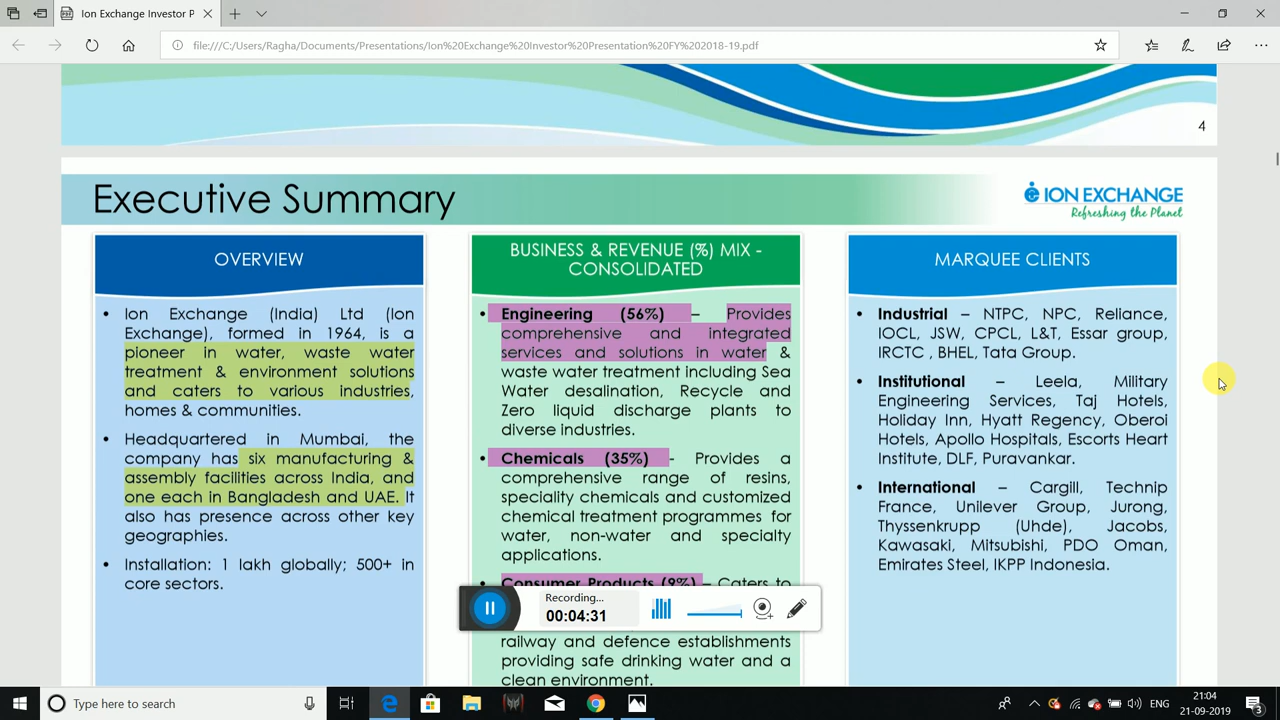 Ion Exchange Investor P
file:///C:/Users/Ragha/Documents/Presentations/Ion%20Exchange%20Investor%20Presentation%20FY%202018-19.pdf
4
Executive Summary
ION EXCHANGE
Refreshing the Planet
OVERVIEW
• Ion Exchange (India) Ltd (Ion
Exchange), formed in 1964, is a
pioneer in water, waste water
treatment & environment solutions
and caters to various industries,
homes & communities.
• Headquartered in Mumbai, the
company has six manufacturing &
assembly facilities across India, and
one each in Bangladesh and UAE. It
also has presence across other key
geographies.
• Installation: 1 lakh globally; 500+ in
core sectors.
BUSINESS & REVENUE (%) MIX -
CONSOLIDATED
• Engineering (56%) – Provides
comprehensive and integrated
services and solutions in water &
waste water treatment including Sea
Water desalination, Recycle and
Zero liquid discharge plants to
diverse industries.
• Chemicals (35%) - Provides a
comprehensive range of resins,
speciality chemicals and customized
chemical treatment programmes for
water, non-water and specialty
applications.
• Consumer Products (9%) – Caters to
railway and defence establishments
providing safe drinking water and a
clean environment.
MARQUEE CLIENTS
• Industrial – NTPC, NPC, Reliance,
IOCL, JSW, CPCL, L&T, Essar group,
IRCTC , BHEL, Tata Group.
• Institutional – Leela, Military
Engineering Services, Taj Hotels,
Holiday Inn, Hyatt Regency, Oberoi
Hotels, Apollo Hospitals, Escorts Heart
Institute, DLF, Puravankar.
• International – Cargill, Technip
France, Unilever Group, Jurong,
Thyssenkrupp (Uhde), Jacobs,
Kawasaki, Mitsubishi, PDO Oman,
Emirates Steel, IKPP Indonesia.
Recording...
00:04:31
Type here to search
ENG
21:04
21-09-2019
3